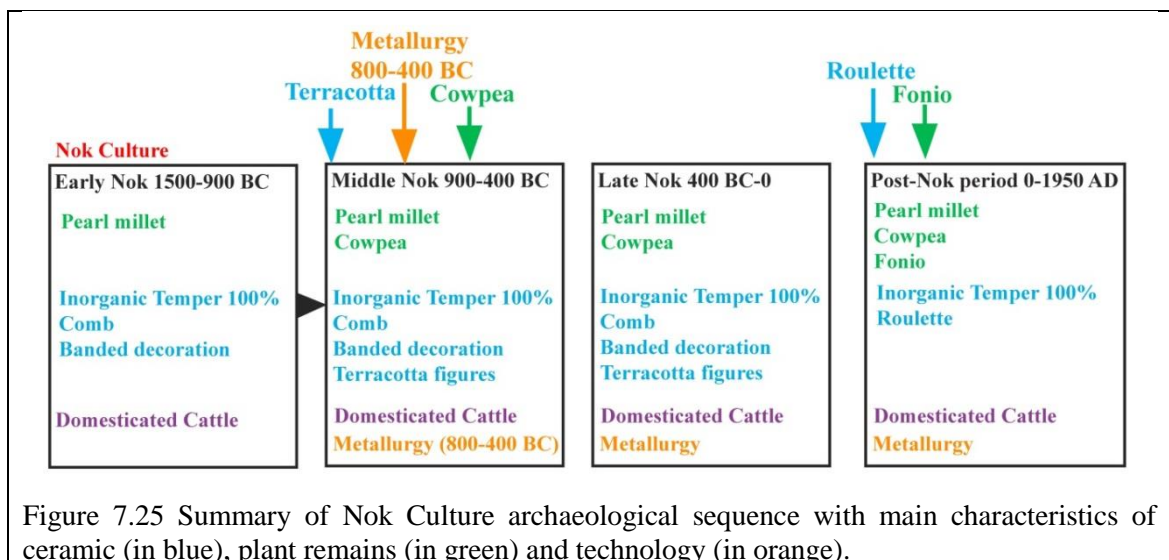 Metallurgy
800-400 BC
Terracotta
Cowpea
Roulette
Fonio
Nok Culture
Early Nok 1500-900 BC
Pearl millet
Inorganic Temper 100%
Comb
Banded decoration
Domesticated Cattle
Middle Nok 900-400 BC
Pearl millet
Cowpea
Inorganic Temper 100%
Comb
Banded decoration
Terracotta figures
Domesticated Cattle
Metallurgy (800-400 BC)
Late Nok 400 BC-0
Pearl millet
Cowpea
Inorganic Temper 100%
Comb
Banded decoration
Terracotta figures
Domesticated Cattle
Metallurgy
Post-Nok period 0-1950 AD
Pearl millet
Cowpea
Fonio
Inorganic Temper 100%
Roulette
Domesticated Cattle
Metallurgy
Figure 7.25 Summary of Nok Culture archaeological sequence with main characteristics of
ceramic (in blue), plant remains (in green) and technology (in orange).